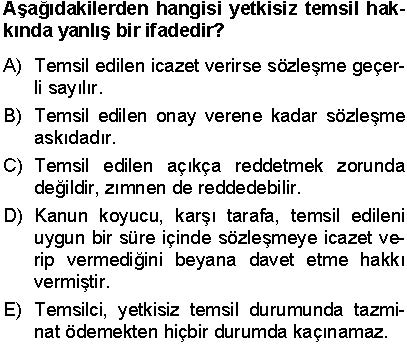 Aşağıdakilerden hangisi yetkisiz temsil hak-
kında yanlış bir ifadedir?
A) Temsil edilen icazet verirse sözleşme geçer-
li sayılır.
B) Temsil edilen onay verene kadar sözleşme
askıdadır.
C) Temsil edilen açıkça reddetmek zorunda
değildir, zımnen de reddedebilir.
D) Kanun koyucu, karşı tarafa, temsil edileni
uygun bir süre içinde sözleşmeye icazet ve-
rip vermediğini beyana davet etme hakkı
vermiştir.
E) Temsilci, yetkisiz temsil durumunda tazmi-
nat ödemekten hiçbir durumda kaçınamaz.